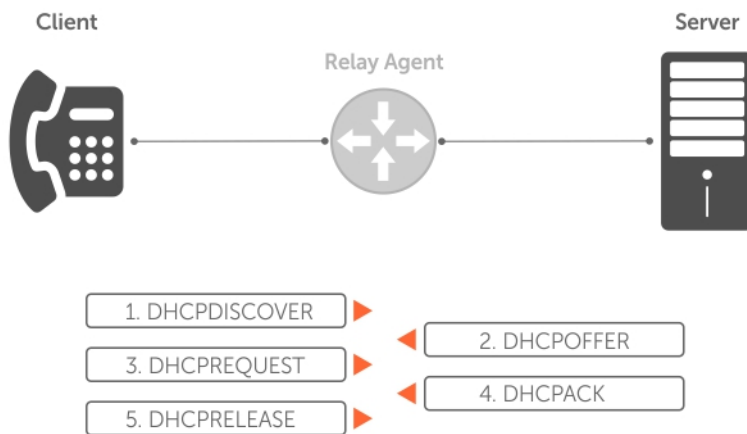 Client
Server
Relay Agent
1. DHCPDISCOVER
2. DHCPOFFER
3. DHCPREQUEST
4. DHCPACK
5. DHCPRELEASE